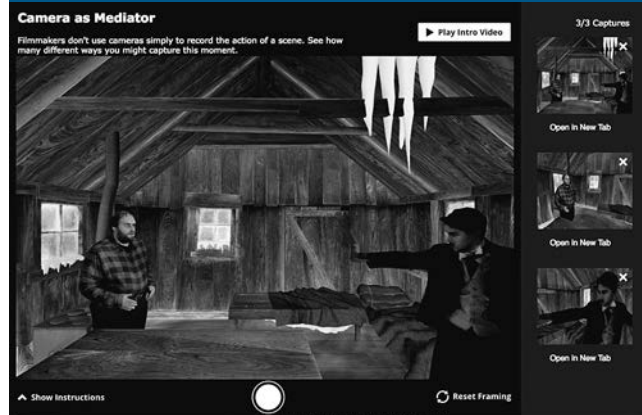 Camera as Mediator
Filmmakers don't use cameras simply to record the action of a scene. See how
many different ways you might capture this moment.
Play Intro Video
3/3 Captures
Open in New Tab
Open in New Tab
Open in New Tab
Show Instructions
Reset Framing